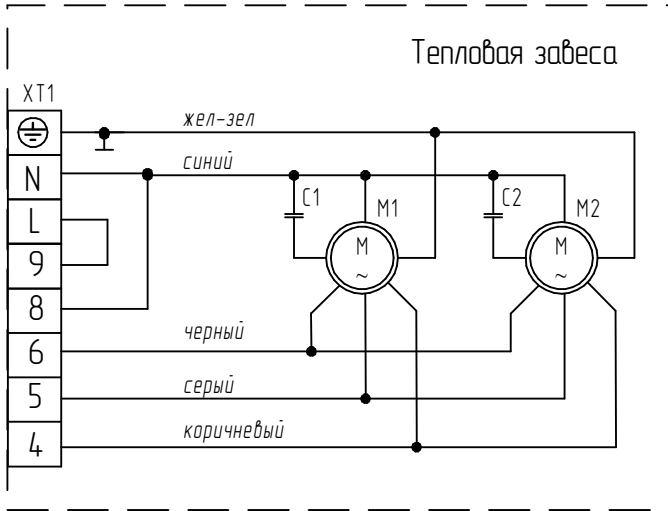 Тепловая завеса
XT1
жел-зел
N
синий
L
C1
M1
C2
M2
9
M
~
M
~
8
6
черный
5
серый
4
коричневый